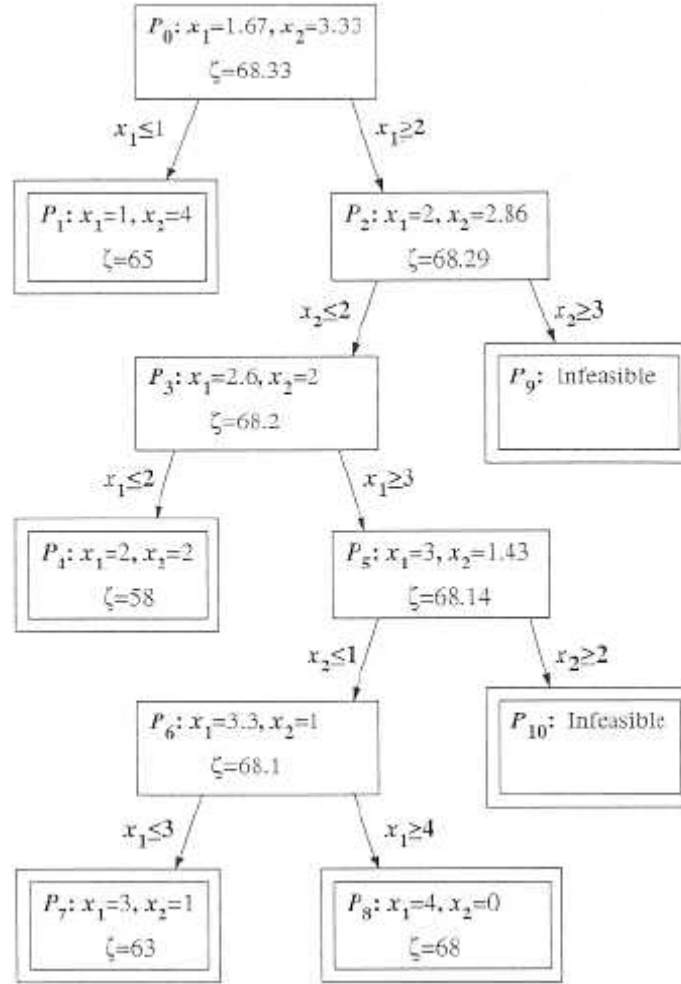 P₀: x₁=1.67, x₂=3.33
ζ=68.33
x₁≤1
x₁≥2
P₁: x₁=1, x₂=4
ζ=65
P₂: x₁=2, x₂=2.86
ζ=68.29
x₂≤2
x₂≥3
P₃: x₁=2.6, x₂=2
ζ=68.2
P₉: Infeasible
x₁≤2
x₁≥3
P₄: x₁=2, x₂=2
ζ=58
P₅: x₁=3, x₂=1.43
ζ=68.14
x₂≤1
x₂≥2
P₆: x₁=3.3, x₂=1
ζ=68.1
P₁₀: Infeasible
x₁≤3
x₁≥4
P₇: x₁=3, x₂=1
ζ=63
P₈: x₁=4, x₂=0
ζ=68